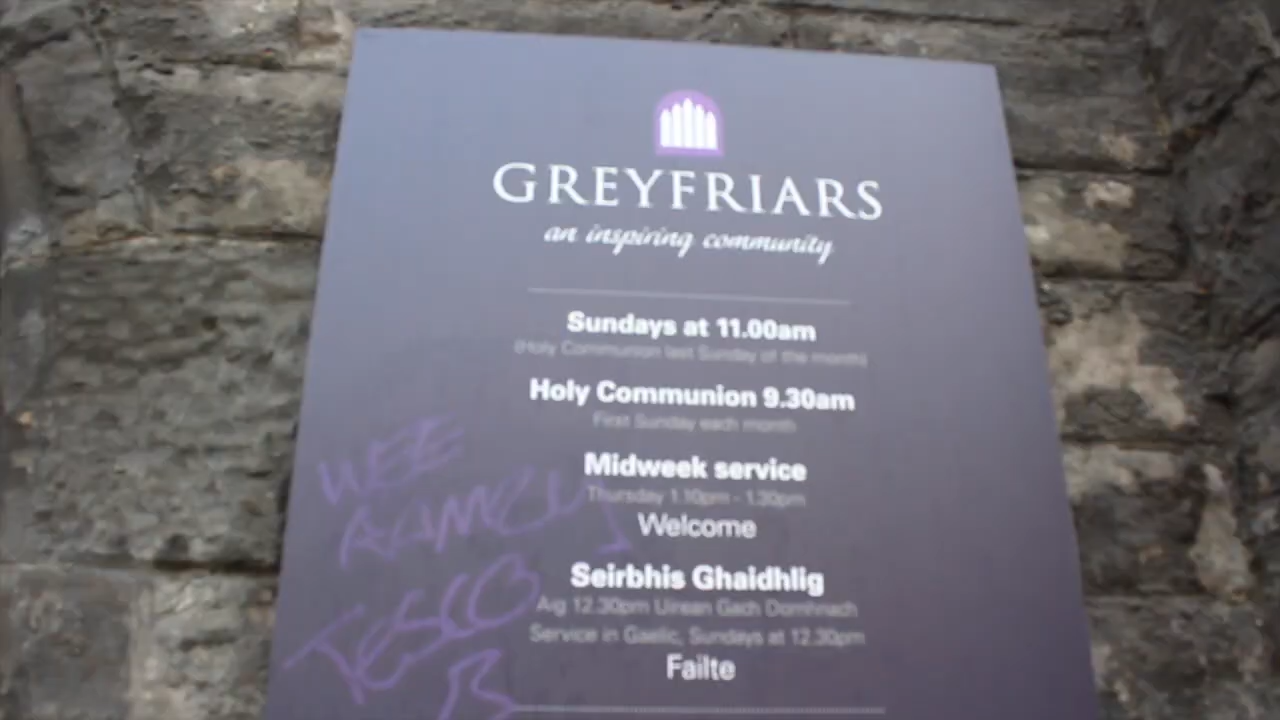 GREYFRIARS
an inspiring community
Sundays at 11.00am
(Holy Communion last Sunday of the month)
Holy Communion 9.30am
First Sunday each month
Midweek service
Thursday 1.10pm - 1.30pm
Welcome
Seirbhis Ghaidhlig
Aig 12.30pm Uirean Gach Domhnach
Service in Gaelic, Sundays at 12.30pm
Failte
WEE
TESCO